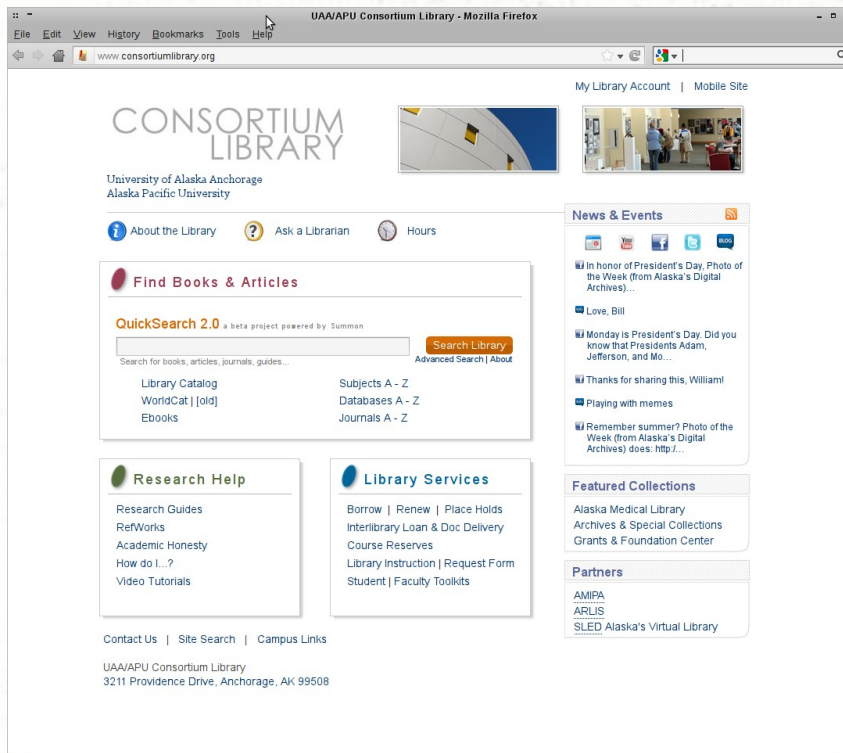 UAA/APU Consortium Library - Mozilla Firefox
File Edit View History Bookmarks Tools Help
www.consortiumlibrary.org
My Library Account | Mobile Site
CONSORTIUM
LIBRARY
University of Alaska Anchorage
Alaska Pacific University
About the Library
Ask a Librarian
Hours
Find Books & Articles
QuickSearch 2.0 a beta project powered by Summon
Search Library
Search for books, articles, journals, guides...
Advanced Search | About
Library Catalog
WorldCat | [old]
Ebooks
Subjects A - Z
Databases A - Z
Journals A - Z
Research Help
Research Guides
RefWorks
Academic Honesty
How do I...?
Video Tutorials
Library Services
Borrow | Renew | Place Holds
Interlibrary Loan & Doc Delivery
Course Reserves
Library Instruction | Request Form
Student | Faculty Toolkits
News & Events
You
Tube
BLOG
In honor of President's Day, Photo of
the Week (from Alaska's Digital
Archives)...
Love, Bill
Monday is President's Day. Did you
know that Presidents Adam,
Jefferson, and Mo...
Thanks for sharing this, William!
Playing with memes
Remember summer? Photo of the
Week (from Alaska's Digital
Archives) does: http:/...
Featured Collections
Alaska Medical Library
Archives & Special Collections
Grants & Foundation Center
Partners
AMIPA
ARLIS
SLED Alaska's Virtual Library
Contact Us | Site Search | Campus Links
UAA/APU Consortium Library
3211 Providence Drive, Anchorage, AK 99508